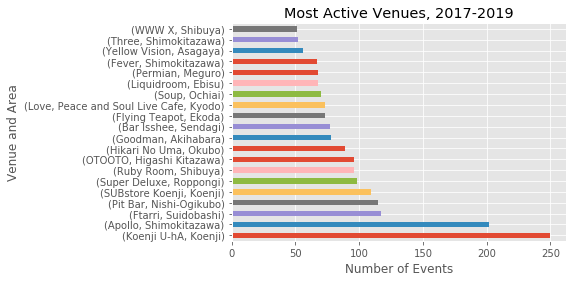 Most Active Venues, 2017-2019
Venue and Area
(WWW X, Shibuya)
(Three, Shimokitazawa)
(Yellow Vision, Asagaya)
(Fever, Shimokitazawa)
(Permian, Meguro)
(Liquidroom, Ebisu)
(Soup, Ochiai)
(Love, Peace and Soul Live Cafe, Kyodo)
(Flying Teapot, Ekoda)
(Bar Isshee, Sendagi)
(Goodman, Akihabara)
(Hikari No Uma, Okubo)
(OTOOTO, Higashi Kitazawa)
(Ruby Room, Shibuya)
(Super Deluxe, Roppongi)
(SUBstore Koenji, Koenji)
(Pit Bar, Nishi-Ogikubo)
(Ftarri, Suidobashi)
(Apollo, Shimokitazawa)
(Koenji U-hA, Koenji)
0 50 100 150 200 250
Number of Events